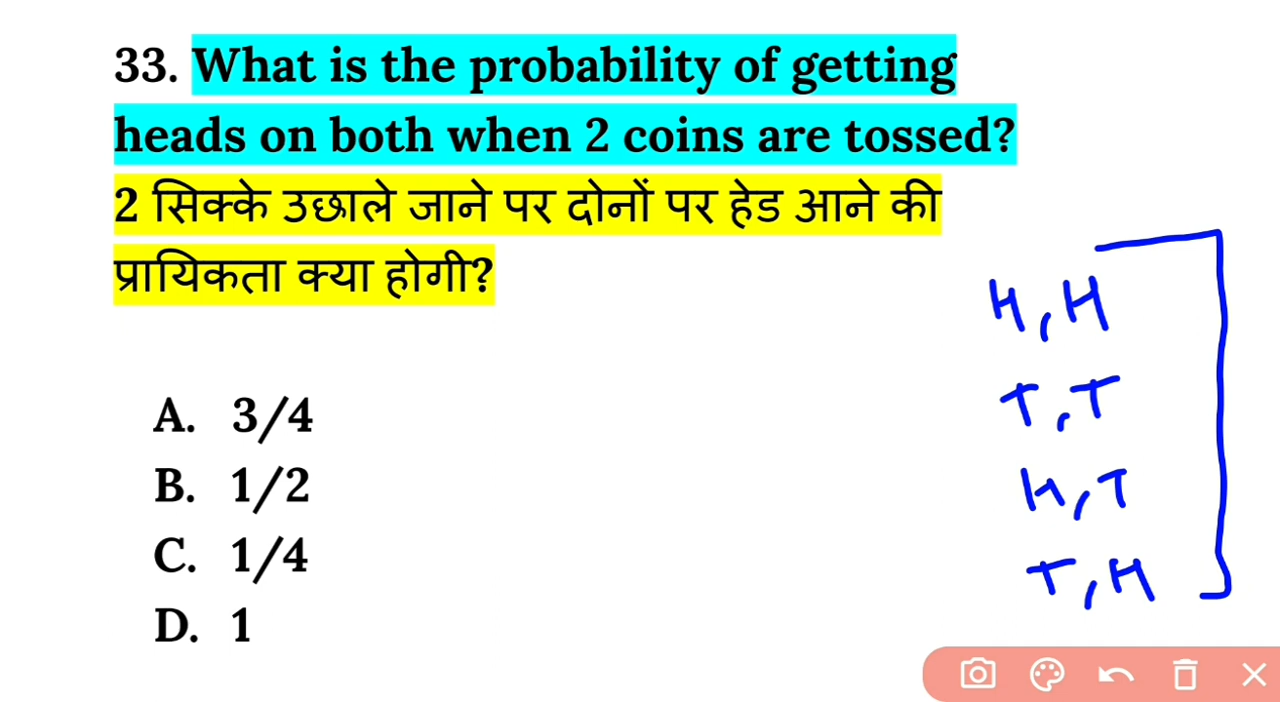 33. What is the probability of getting
heads on both when 2 coins are tossed?
2 सिक्के उछाले जाने पर दोनों पर हेड आने की
प्रायिकता क्या होगी?
A. 3/4
B. 1/2
C. 1/4
D. 1
H, H
T, T
H, T
T, H